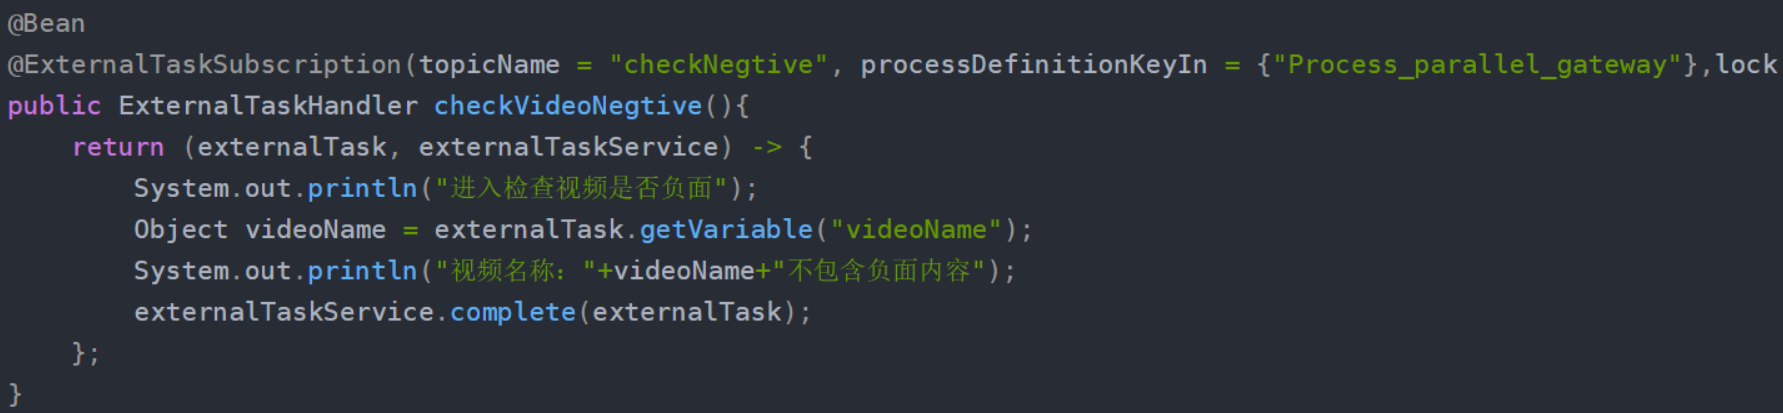 @Bean
@ExternalTaskSubscription(topicName = "checkNegtive", processDefinitionKeyIn = {"Process_parallel_gateway"},lock
public ExternalTaskHandler checkVideoNegtive(){
    return (externalTask, externalTaskService) -> {
        System.out.println("进入检查视频是否负面");
        Object videoName = externalTask.getVariable("videoName");
        System.out.println("视频名称："+videoName+"不包含负面内容");
        externalTaskService.complete(externalTask);
    };
}